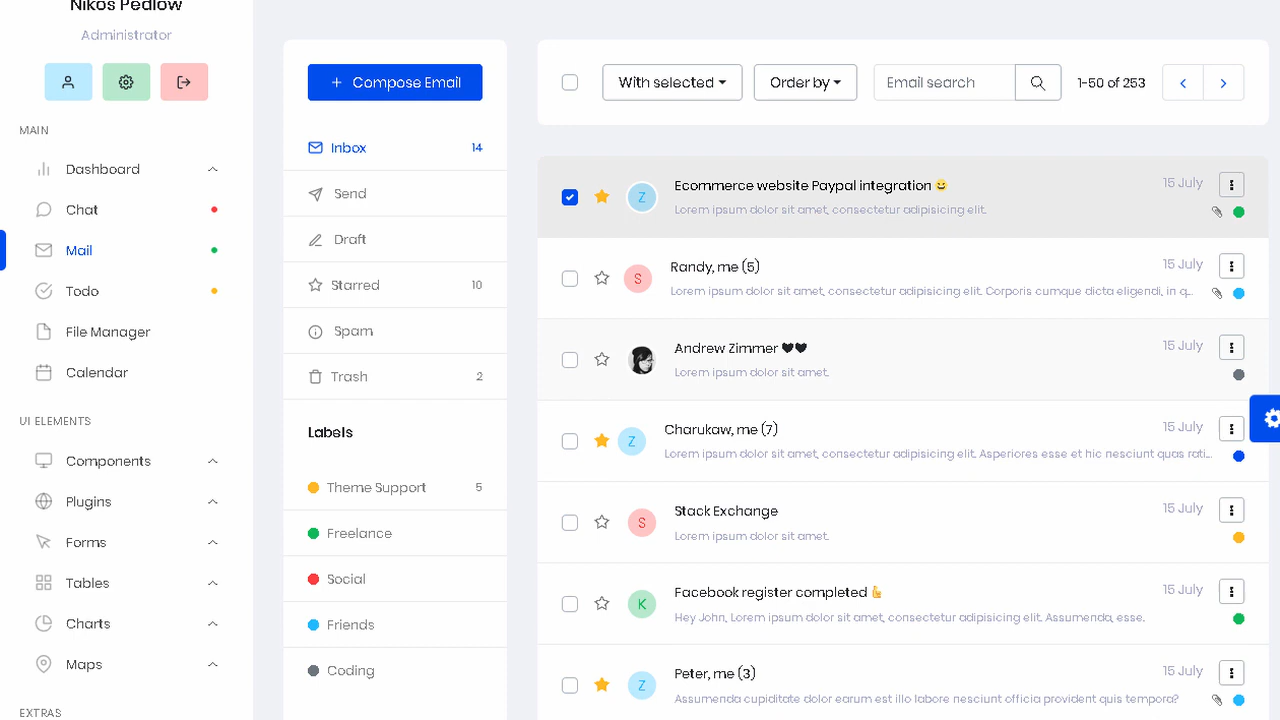 Nikos Pedlow
Administrator
MAIN
Dashboard
Chat
Mail
Todo
File Manager
Calendar
UI ELEMENTS
Components
Plugins
Forms
Tables
Charts
Maps
EXTRAS
+ Compose Email
Inbox 14
Send
Draft
Starred 10
Spam
Trash 2
Labels
Theme Support 5
Freelance
Social
Friends
Coding
With selected Order by Email search 1-50 of 253
Z Ecommerce website Paypal integration 😄 15 July
Lorem ipsum dolor sit amet, consectetur adipisicing elit.
S Randy, me (5) 15 July
Lorem ipsum dolor sit amet, consectetur adipisicing elit. Corporis cumque dicta eligendi, in q...
Andrew Zimmer 🖤🖤 15 July
Lorem ipsum dolor sit amet.
Z Charukaw, me (7) 15 July
Lorem ipsum dolor sit amet, consectetur adipisicing elit. Asperiores esse et hic nesciunt quas rati...
S Stack Exchange 15 July
Lorem ipsum dolor sit amet.
K Facebook register completed 👍 15 July
Hey John, Lorem ipsum dolor sit amet, consectetur adipisicing elit. Assumenda, esse.
Z Peter, me (3) 15 July
Assumenda cupiditate dolor earum est illo labore nesciunt officia provident quis tempora?